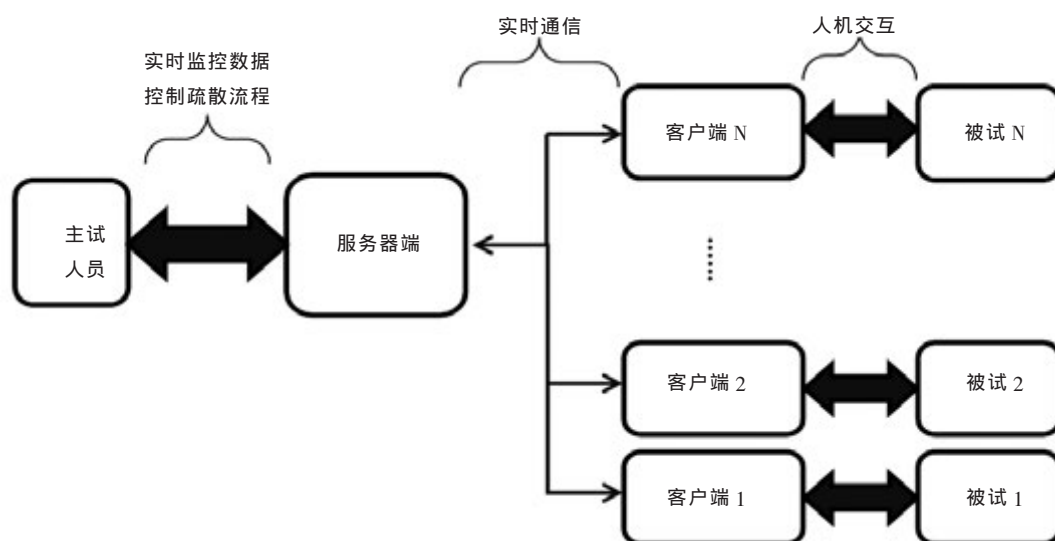 实时通信
人机交互
实时监控数据
控制疏散流程
客户端 N
被试 N
主试
人员
服务器端
客户端 2
被试 2
客户端 1
被试 1